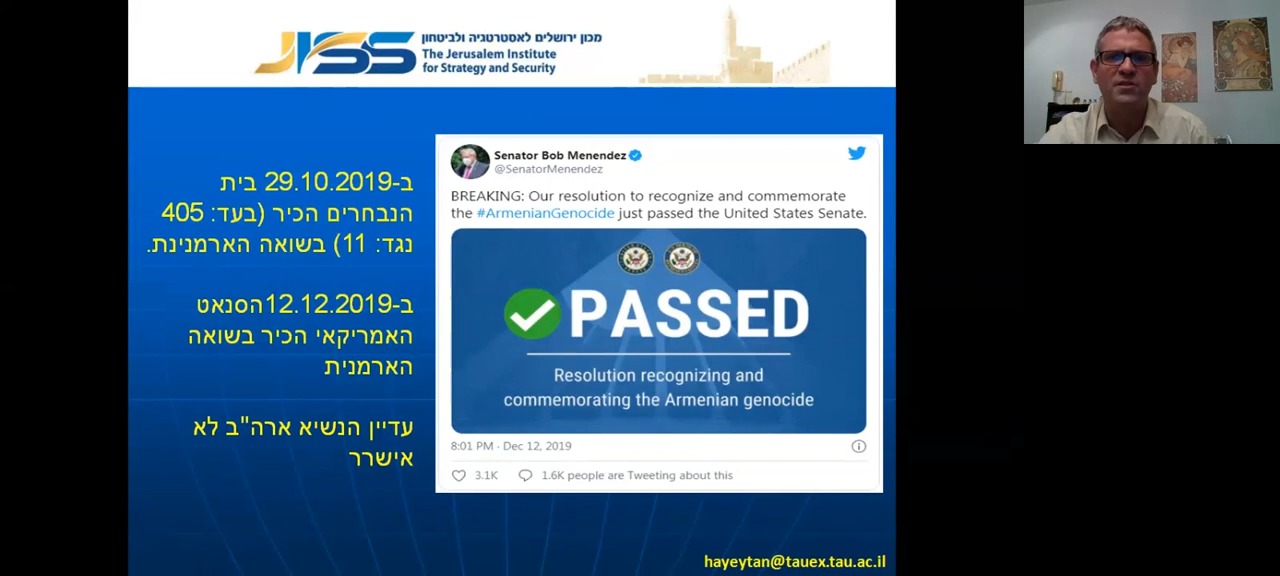 מכון ירושלים לאסטרטגיה ולביטחון
JISS
The Jerusalem Institute
for Strategy and Security
ב-29.10.2019 בית
הנבחרים הכיר (בעד: 405
נגד: 11) בשואה הארמנינת.
ב-12.12.2019הסנאט
האמריקאי הכיר בשואה
הארמנית
עדיין הנשיא ארה"ב לא
אישרר
Senator Bob Menendez
@SenatorMenendez
BREAKING: Our resolution to recognize and commemorate
the #ArmenianGenocide just passed the United States Senate.
PASSED
Resolution recognizing and
commemorating the Armenian genocide
8:01 PM · Dec 12, 2019
3.1K 1.6K people are Tweeting about this
hayeytan@tauex.tau.ac.il